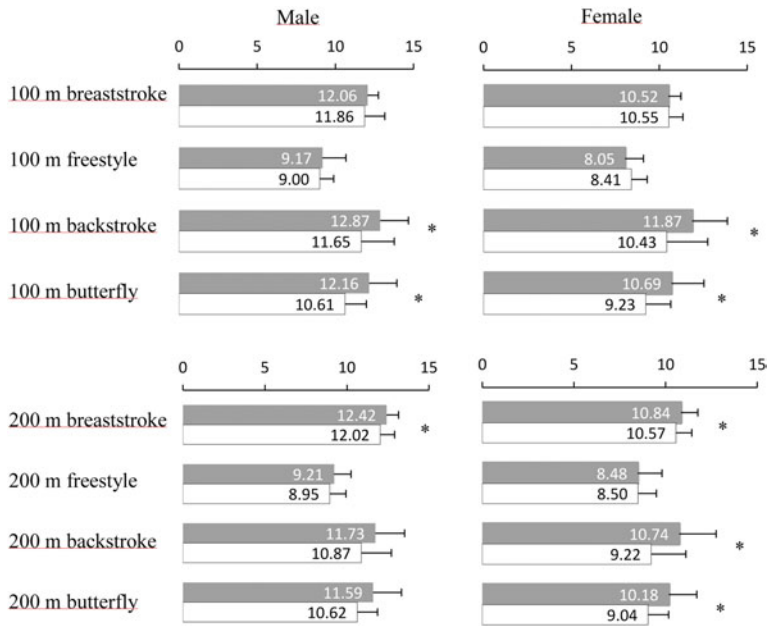 Male Female
0 5 10 15 0 5 10 15
100 m breaststroke 12.06 10.52
11.86 10.55
100 m freestyle 9.17 8.05
9.00 8.41
100 m backstroke 12.87 * 11.87 *
11.65 10.43
100 m butterfly 12.16 * 10.69 *
10.61 9.23
0 5 10 15 0 5 10 15
200 m breaststroke 12.42 * 10.84 *
12.02 10.57
200 m freestyle 9.21 8.48
8.95 8.50
200 m backstroke 11.73 10.74 *
10.87 9.22
200 m butterfly 11.59 10.18 *
10.62 9.04